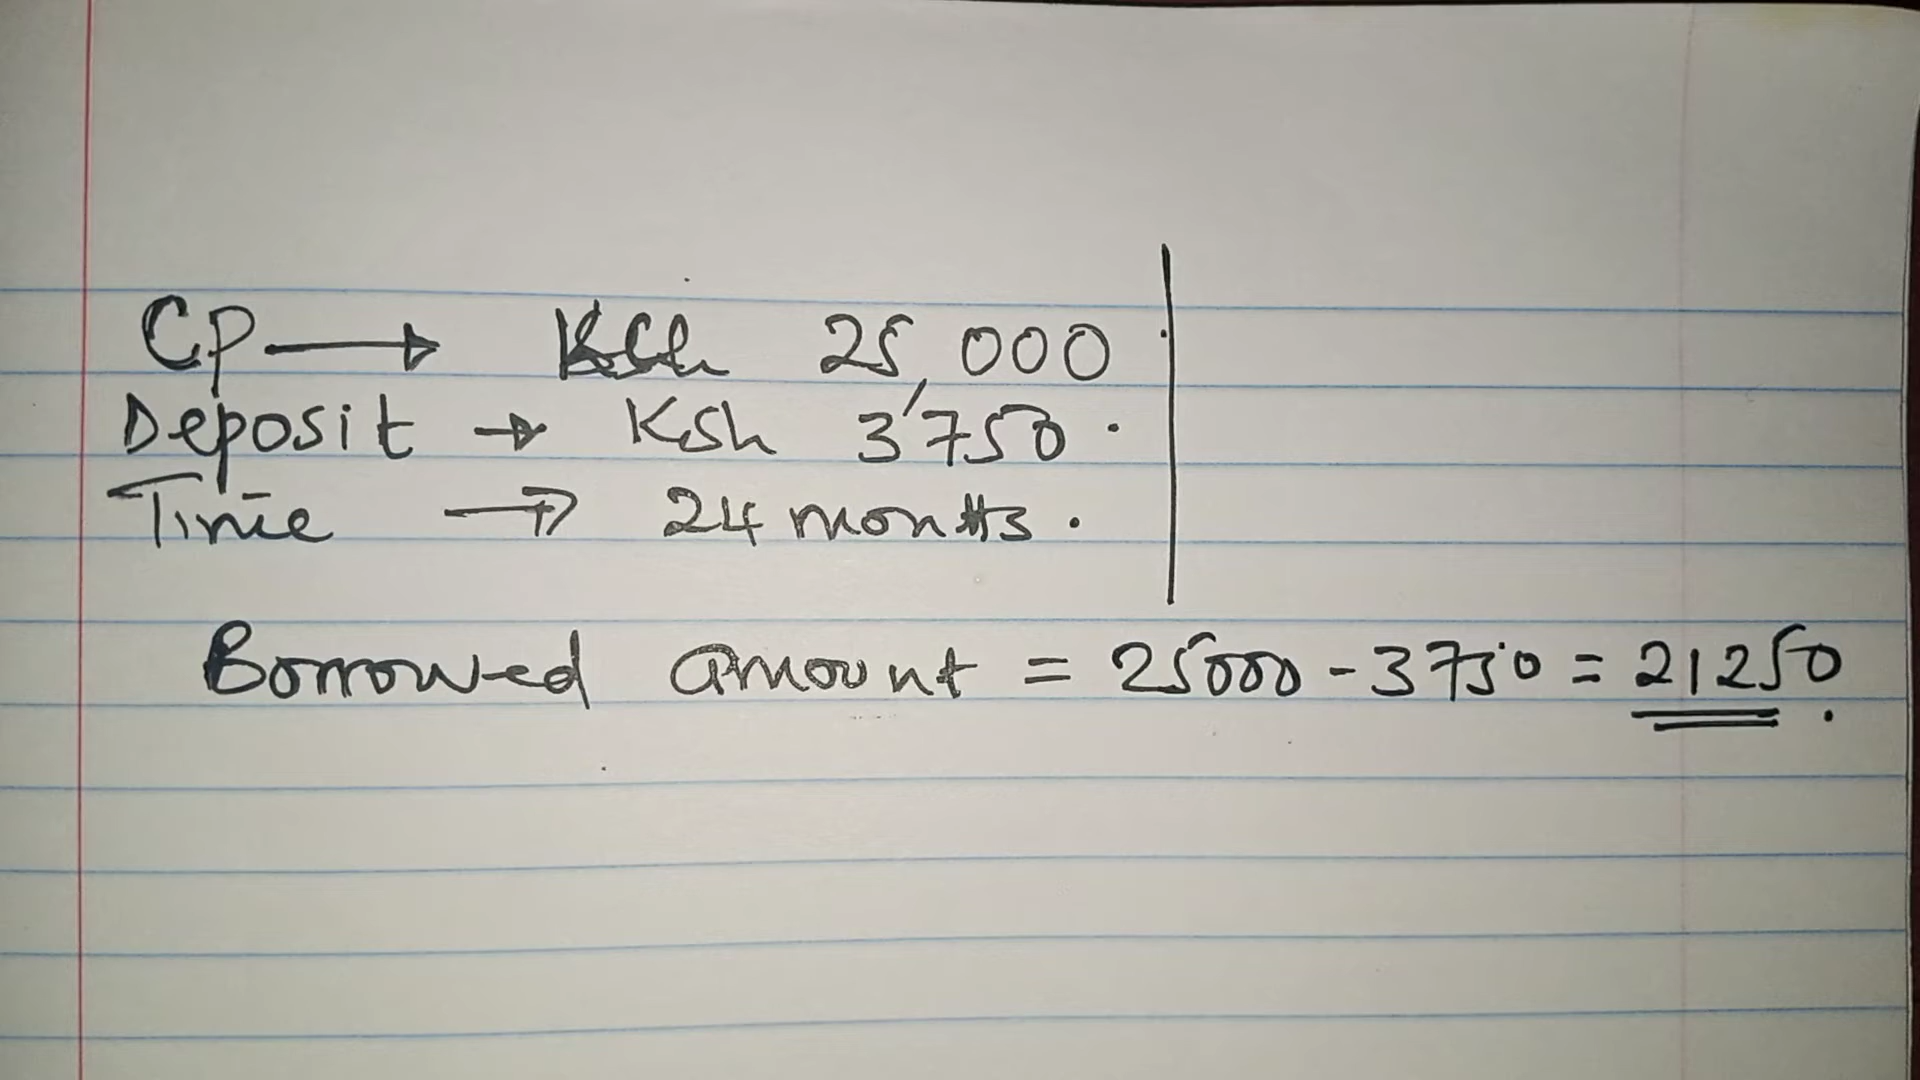 CP → Ksh 25,000
Deposit → Ksh 3'750.
Time → 24 months.
Borrowed amount = 25000 - 3750 = 21250.